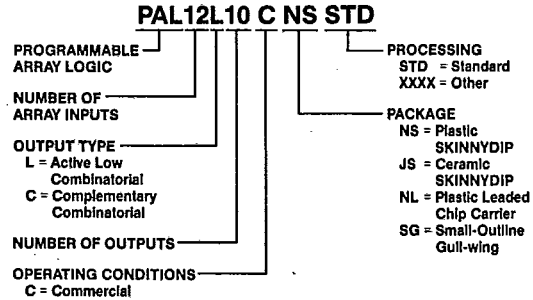 PAL12L10 C NS STD
PROGRAMMABLE
ARRAY LOGIC
NUMBER OF
ARRAY INPUTS
OUTPUT TYPE
L = Active Low
Combinatorial
C = Complementary
Combinatorial
NUMBER OF OUTPUTS
OPERATING CONDITIONS
C = Commercial
PROCESSING
STD = Standard
XXXX = Other
PACKAGE
NS = Plastic
SKINNYDIP
JS = Ceramic
SKINNYDIP
NL = Plastic Leaded
Chip Carrier
SG = Small-Outline
Gull-wing